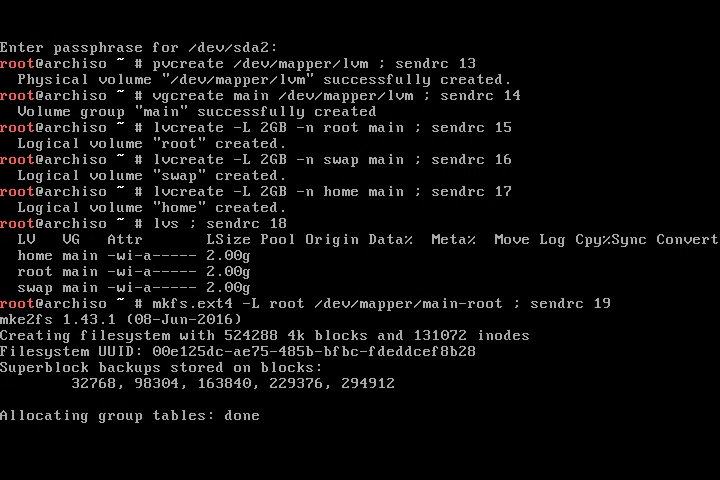 Enter passphrase for /dev/sda2:
root@archiso ~ # pvcreate /dev/mapper/lvm ; sendrc 13
  Physical volume "/dev/mapper/lvm" successfully created.
root@archiso ~ # vgcreate main /dev/mapper/lvm ; sendrc 14
  Volume group "main" successfully created
root@archiso ~ # lvcreate -L 2GB -n root main ; sendrc 15
  Logical volume "root" created.
root@archiso ~ # lvcreate -L 2GB -n swap main ; sendrc 16
  Logical volume "swap" created.
root@archiso ~ # lvcreate -L 2GB -n home main ; sendrc 17
  Logical volume "home" created.
root@archiso ~ # lvs ; sendrc 18
  LV   VG   Attr       LSize Pool Origin Data%  Meta%  Move Log Cpy%Sync Convert
  home main -wi-a----- 2.00g
  root main -wi-a----- 2.00g
  swap main -wi-a----- 2.00g
root@archiso ~ # mkfs.ext4 -L root /dev/mapper/main-root ; sendrc 19
mke2fs 1.43.1 (08-Jun-2016)
Creating filesystem with 524288 4k blocks and 131072 inodes
Filesystem UUID: 00e125dc-ae75-485b-bfbc-fdeddcef8b28
Superblock backups stored on blocks:
        32768, 98304, 163840, 229376, 294912

Allocating group tables: done